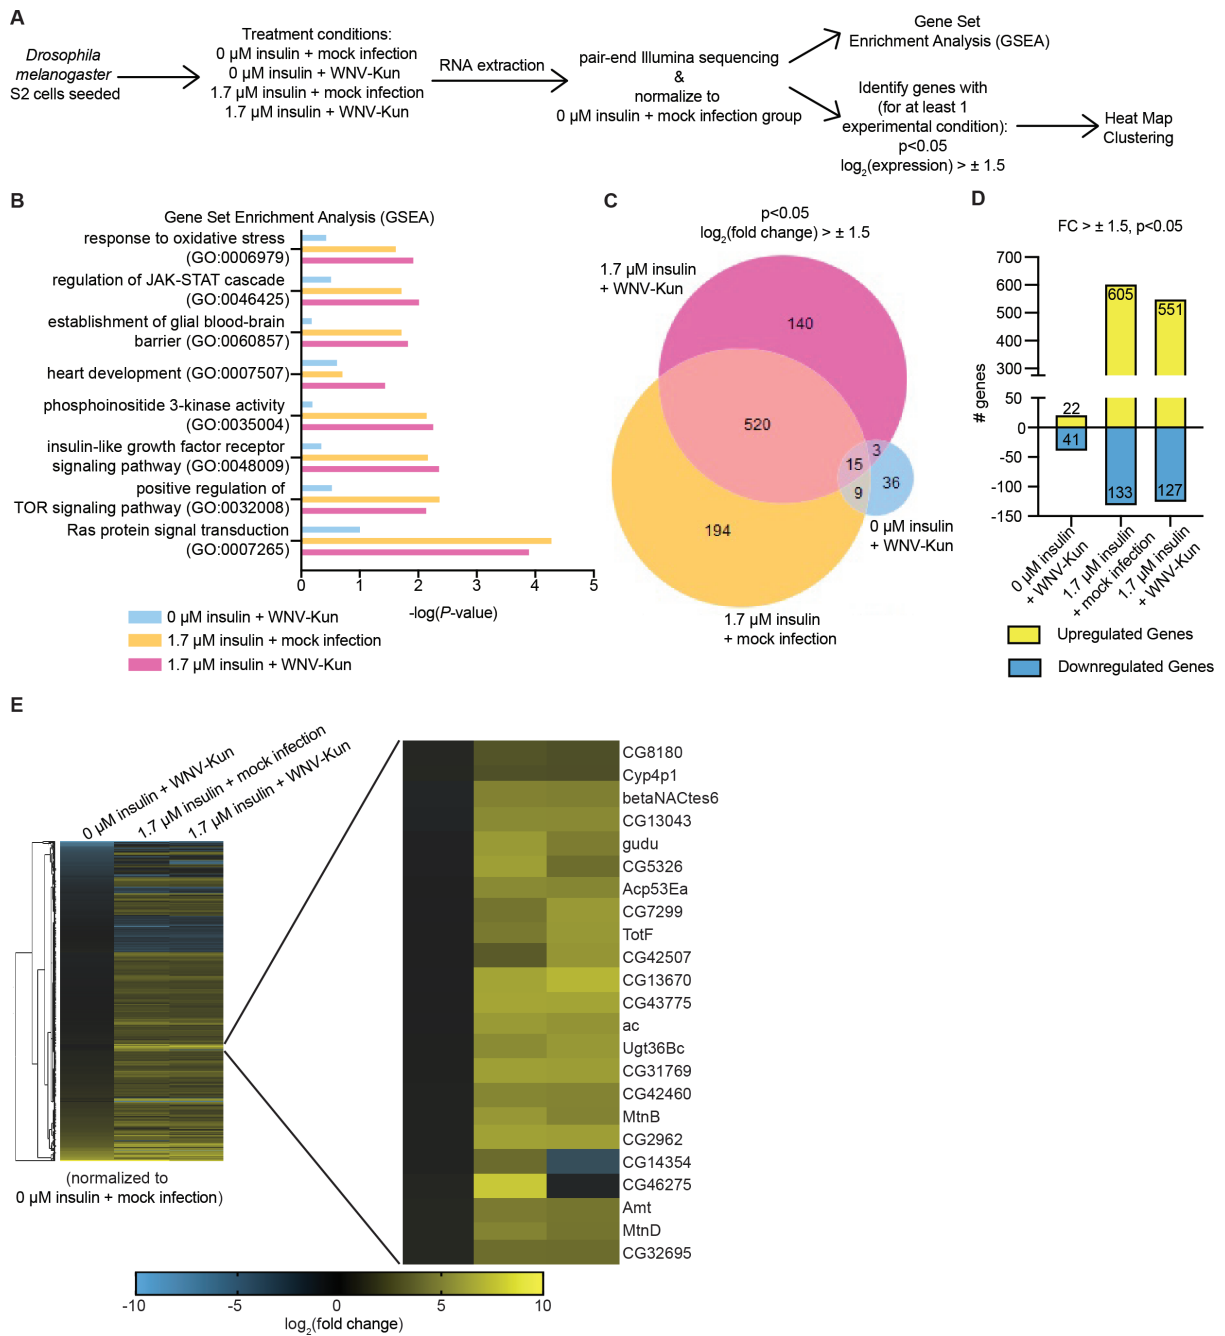 A
Drosophila
melanogaster
S2 cells seeded
Treatment conditions:
0 µM insulin + mock infection
0 µM insulin + WNV-Kun
1.7 µM insulin + mock infection
1.7 µM insulin + WNV-Kun
RNA extraction
pair-end Illumina sequencing
&
normalize to
0 µM insulin + mock infection group
Gene Set
Enrichment Analysis (GSEA)
Identify genes with
(for at least 1
experimental condition):
p<0.05
log2(expression) > ± 1.5
Heat Map
Clustering
B
Gene Set Enrichment Analysis (GSEA)
response to oxidative stress
(GO:0006979)
regulation of JAK-STAT cascade
(GO:0046425)
establishment of glial blood-brain
barrier (GO:0060857)
heart development (GO:0007507)
phosphoinositide 3-kinase activity
(GO:0035004)
insulin-like growth factor receptor
signaling pathway (GO:0048009)
positive regulation of
TOR signaling pathway (GO:0032008)
Ras protein signal transduction
(GO:0007265)
0 1 2 3 4 5
-log(P-value)
0 µM insulin + WNV-Kun
1.7 µM insulin + mock infection
1.7 µM insulin + WNV-Kun
C
p<0.05
log2(fold change) > ± 1.5
1.7 µM insulin
+ WNV-Kun
140
520
3
15
36
9
194
0 µM insulin
+ WNV-Kun
1.7 µM insulin
+ mock infection
D
FC > ± 1.5, p<0.05
# genes
700
600
500
400
300
50
0
-50
-100
-150
22
41
605
133
551
127
0 µM insulin
+ WNV-Kun
1.7 µM insulin
+ mock infection
1.7 µM insulin
+ WNV-Kun
Upregulated Genes
Downregulated Genes
E
0 µM insulin + WNV-Kun
1.7 µM insulin + mock infection
1.7 µM insulin + WNV-Kun
(normalized to
0 µM insulin + mock infection)
CG8180
Cyp4p1
betaNACtes6
CG13043
gudu
CG5326
Acp53Ea
CG7299
TotF
CG42507
CG13670
CG43775
ac
Ugt36Bc
CG31769
CG42460
MtnB
CG2962
CG14354
CG46275
Amt
MtnD
CG32695
-10 -5 0 5 10
log2(fold change)